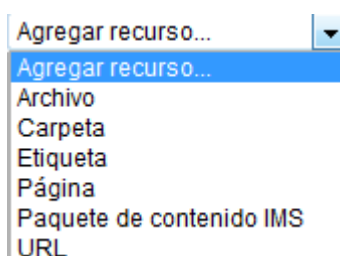 Agregar recurso...
Agregar recurso...
Archivo
Carpeta
Etiqueta
Página
Paquete de contenido IMS
URL